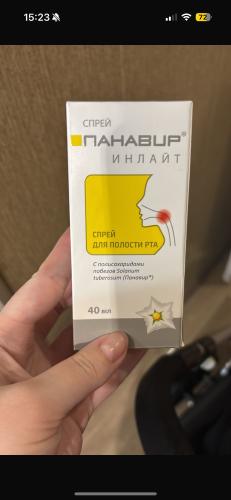 15:23
72
СПРЕЙ
ПАНАВИР®
ИНЛАЙТ
СПРЕЙ
ДЛЯ ПОЛОСТИ РТА
С полисахаридами
побегов Solanum
tuberosum (Панавир®)
40 мл